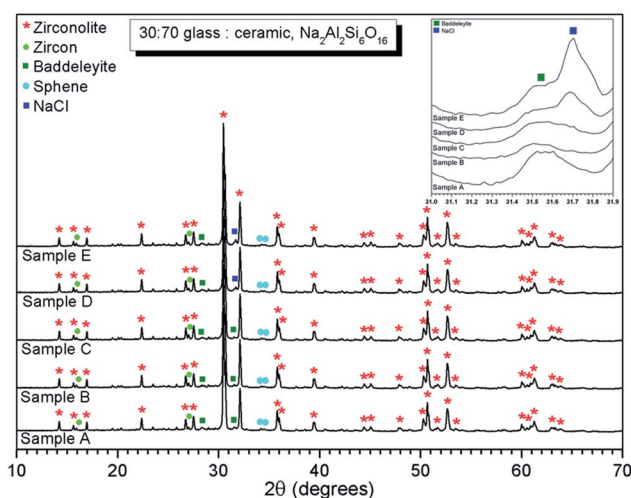 * Zirconolite
Zircon
Baddeleyite
Sphene
NaCl
30:70 glass : ceramic, Na₂Al₂Si₆O₁₆
Baddeleyite
NaCl
Sample E
Sample D
Sample C
Sample B
Sample A
31.0 31.1 31.2 31.3 31.4 31.5 31.6 31.7 31.8 31.9
Sample E
Sample D
Sample C
Sample B
Sample A
10 20 30 40 50 60 70
2θ (degrees)